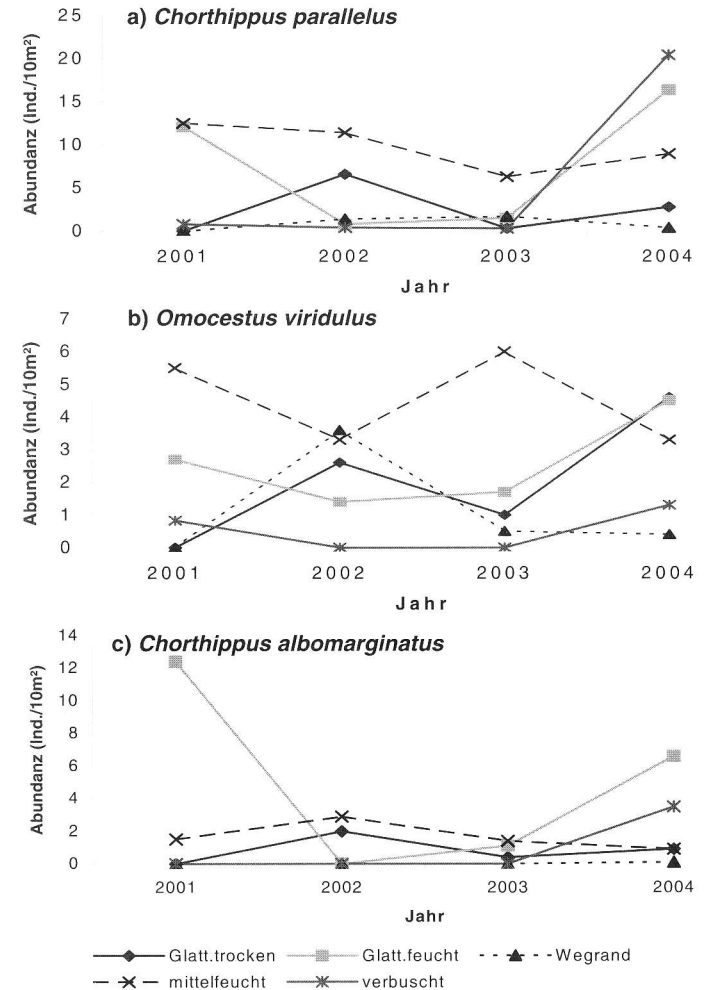 a) Chorthippus parallelus
Abundanz (Ind./10m²)
25
20
15
10
5
0
2001 2002 2003 2004
Jahr
b) Omocestus viridulus
Abundanz (Ind./10m²)
7
6
5
4
3
2
1
0
2001 2002 2003 2004
Jahr
c) Chorthippus albomarginatus
Abundanz (Ind./10m²)
14
12
10
8
6
4
2
0
2001 2002 2003 2004
Jahr
Glatt.trocken Glatt.feucht Wegrand
mittelfeucht verbuscht